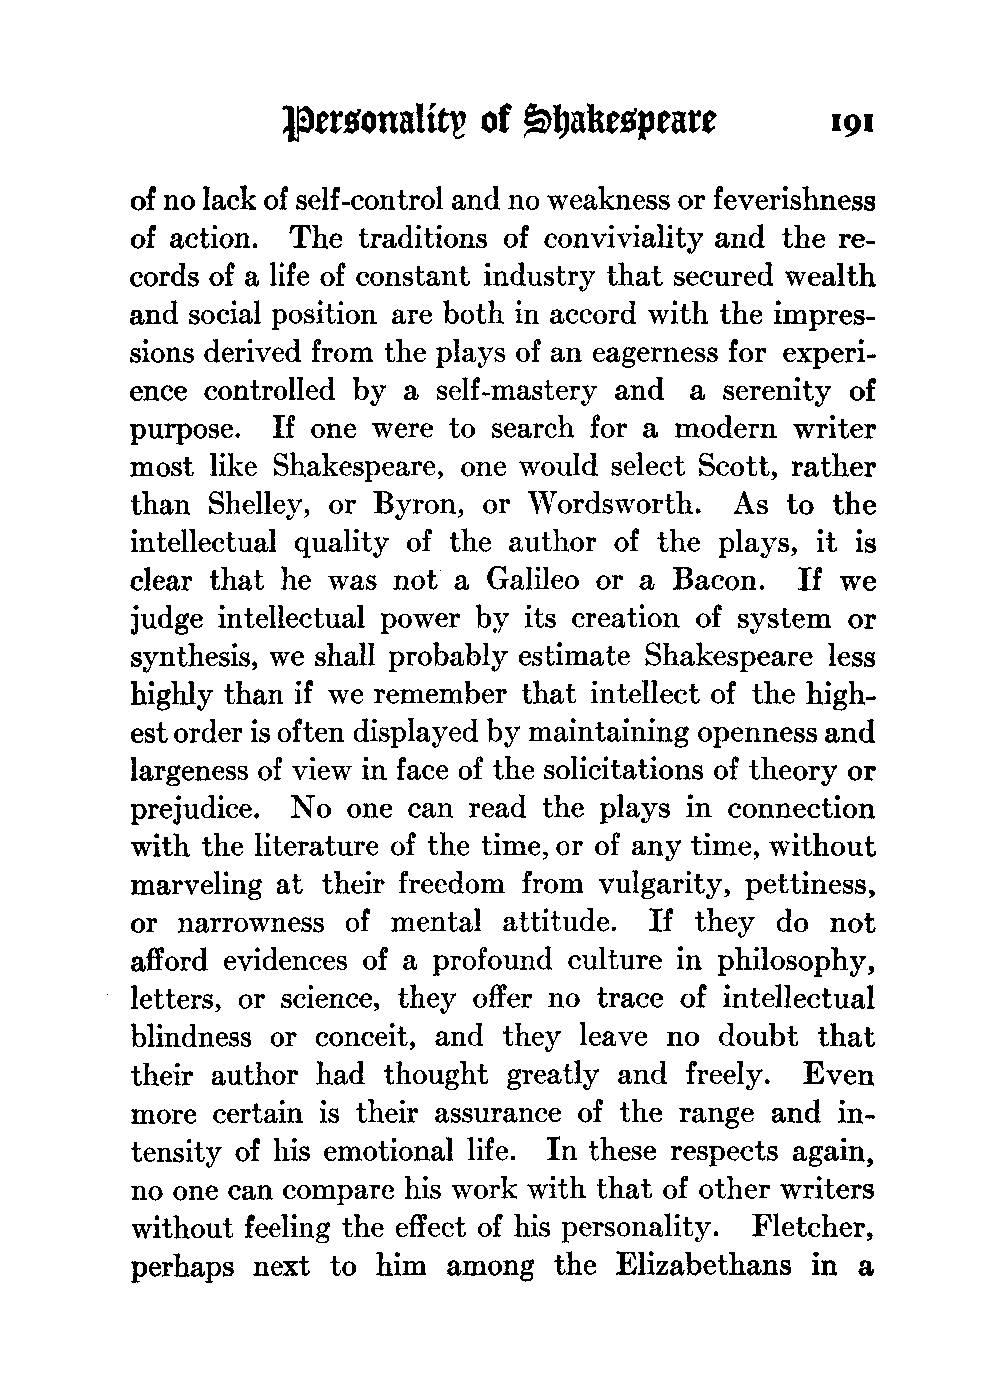 Personality of Shakespeare 191
of no lack of self-control and no weakness or feverishness
of action. The traditions of conviviality and the re-
cords of a life of constant industry that secured wealth
and social position are both in accord with the impres-
sions derived from the plays of an eagerness for experi-
ence controlled by a self-mastery and a serenity of
purpose. If one were to search for a modern writer
most like Shakespeare, one would select Scott, rather
than Shelley, or Byron, or Wordsworth. As to the
intellectual quality of the author of the plays, it is
clear that he was not a Galileo or a Bacon. If we
judge intellectual power by its creation of system or
synthesis, we shall probably estimate Shakespeare less
highly than if we remember that intellect of the high-
est order is often displayed by maintaining openness and
largeness of view in face of the solicitations of theory or
prejudice. No one can read the plays in connection
with the literature of the time, or of any time, without
marveling at their freedom from vulgarity, pettiness,
or narrowness of mental attitude. If they do not
afford evidences of a profound culture in philosophy,
letters, or science, they offer no trace of intellectual
blindness or conceit, and they leave no doubt that
their author had thought greatly and freely. Even
more certain is their assurance of the range and in-
tensity of his emotional life. In these respects again,
no one can compare his work with that of other writers
without feeling the effect of his personality. Fletcher,
perhaps next to him among the Elizabethans in a